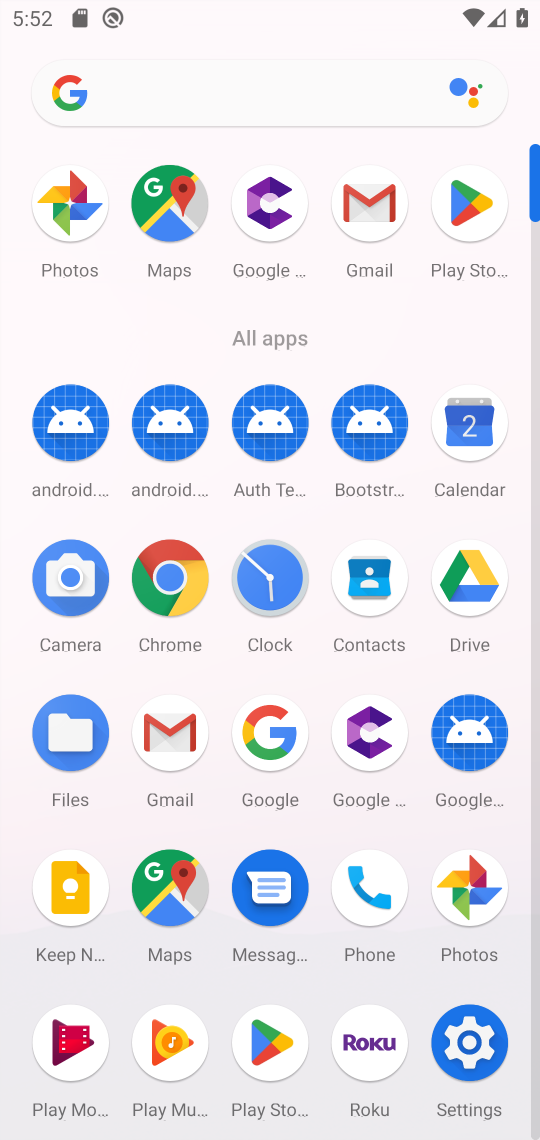 5:52
Photos Maps Google ... Gmail Play Sto...
All apps
android.... android.... Auth Te... Bootstr... Calendar
2
Camera Chrome Clock Contacts Drive
Files Gmail Google Google ... Google...
Keep N... Maps Messag... Phone Photos
Roku
Play Mo... Play Mu... Play Sto... Roku Settings